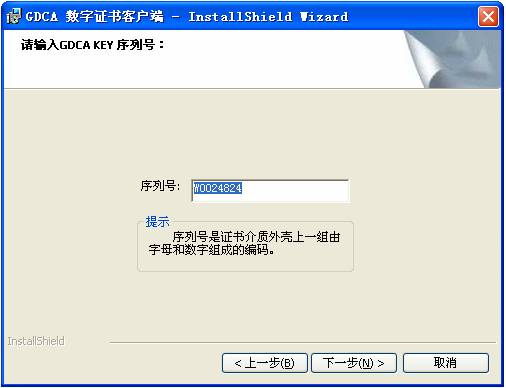 GDCA 数字证书客户端 - InstallShield Wizard
请输入GDCA KEY 序列号：
序列号: W0024824
提示
序列号是证书介质外壳上一组由
字母和数字组成的编码。
InstallShield
< 上一步(B) 下一步(N) > 取消